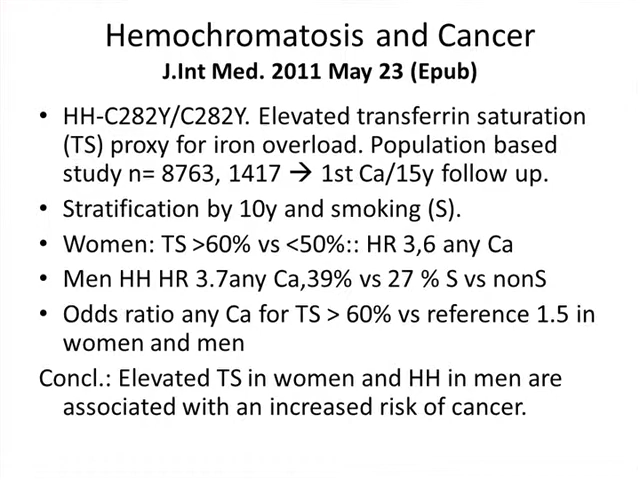 Hemochromatosis and Cancer
J.Int Med. 2011 May 23 (Epub)
• HH-C282Y/C282Y. Elevated transferrin saturation
(TS) proxy for iron overload. Population based
study n= 8763, 1417 → 1st Ca/15y follow up.
• Stratification by 10y and smoking (S).
• Women: TS >60% vs <50%:: HR 3,6 any Ca
• Men HH HR 3.7any Ca,39% vs 27 % S vs nonS
• Odds ratio any Ca for TS > 60% vs reference 1.5 in
women and men
Concl.: Elevated TS in women and HH in men are
associated with an increased risk of cancer.